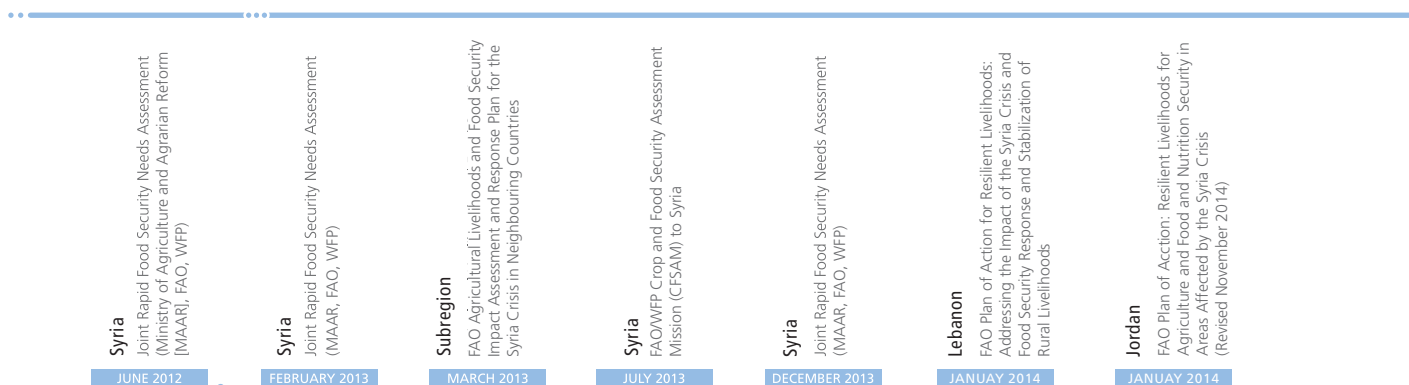 Syria
Joint Rapid Food Security Needs Assessment
(Ministry of Agriculture and Agrarian Reform
[MAAR], FAO, WFP)
JUNE 2012
Syria
Joint Rapid Food Security Needs Assessment
(MAAR, FAO, WFP)
FEBRUARY 2013
Subregion
FAO Agricultural Livelihoods and Food Security
Impact Assessment and Response Plan for the
Syria Crisis in Neighbouring Countries
MARCH 2013
Syria
FAO/WFP Crop and Food Security Assessment
Mission (CFSAM) to Syria
JULY 2013
Syria
Joint Rapid Food Security Needs Assessment
(MAAR, FAO, WFP)
DECEMBER 2013
Lebanon
FAO Plan of Action for Resilient Livelihoods:
Addressing the Impact of the Syria Crisis and
Food Security Response and Stabilization of
Rural Livelihoods
JANUAY 2014
Jordan
FAO Plan of Acction: Resilient Livelihoods for
Agriculture and Food and Nutrition Security in
Areas Affected by the Syria Crisis
(Revised November 2014)
JANUAY 2014